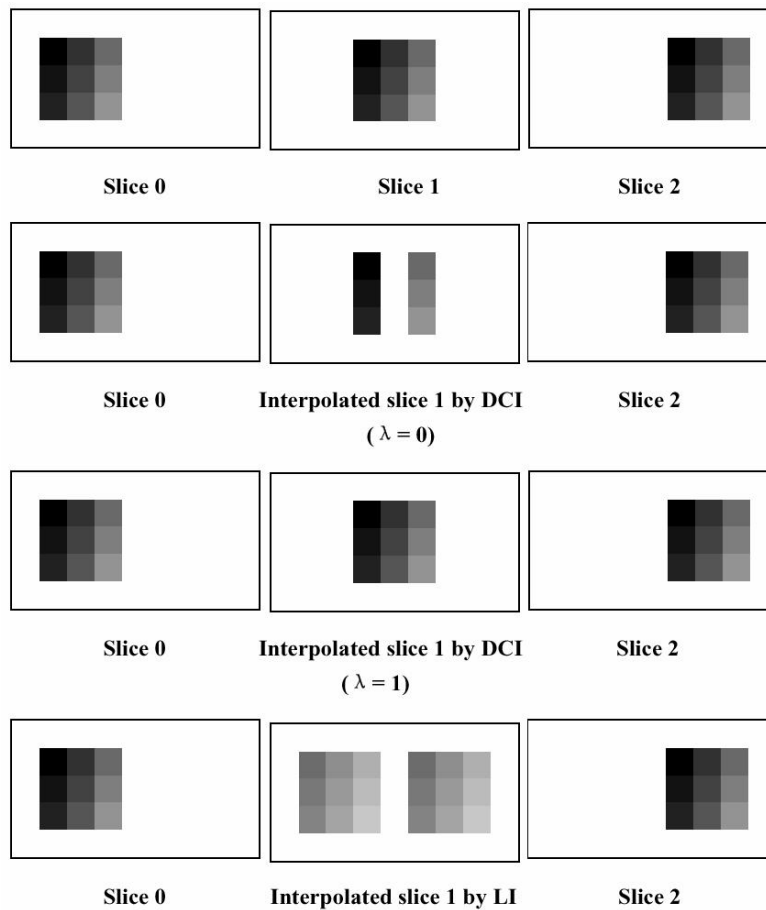 Slice 0 Slice 1 Slice 2
Slice 0 Interpolated slice 1 by DCI Slice 2
( λ = 0)
Slice 0 Interpolated slice 1 by DCI Slice 2
( λ = 1)
Slice 0 Interpolated slice 1 by LI Slice 2